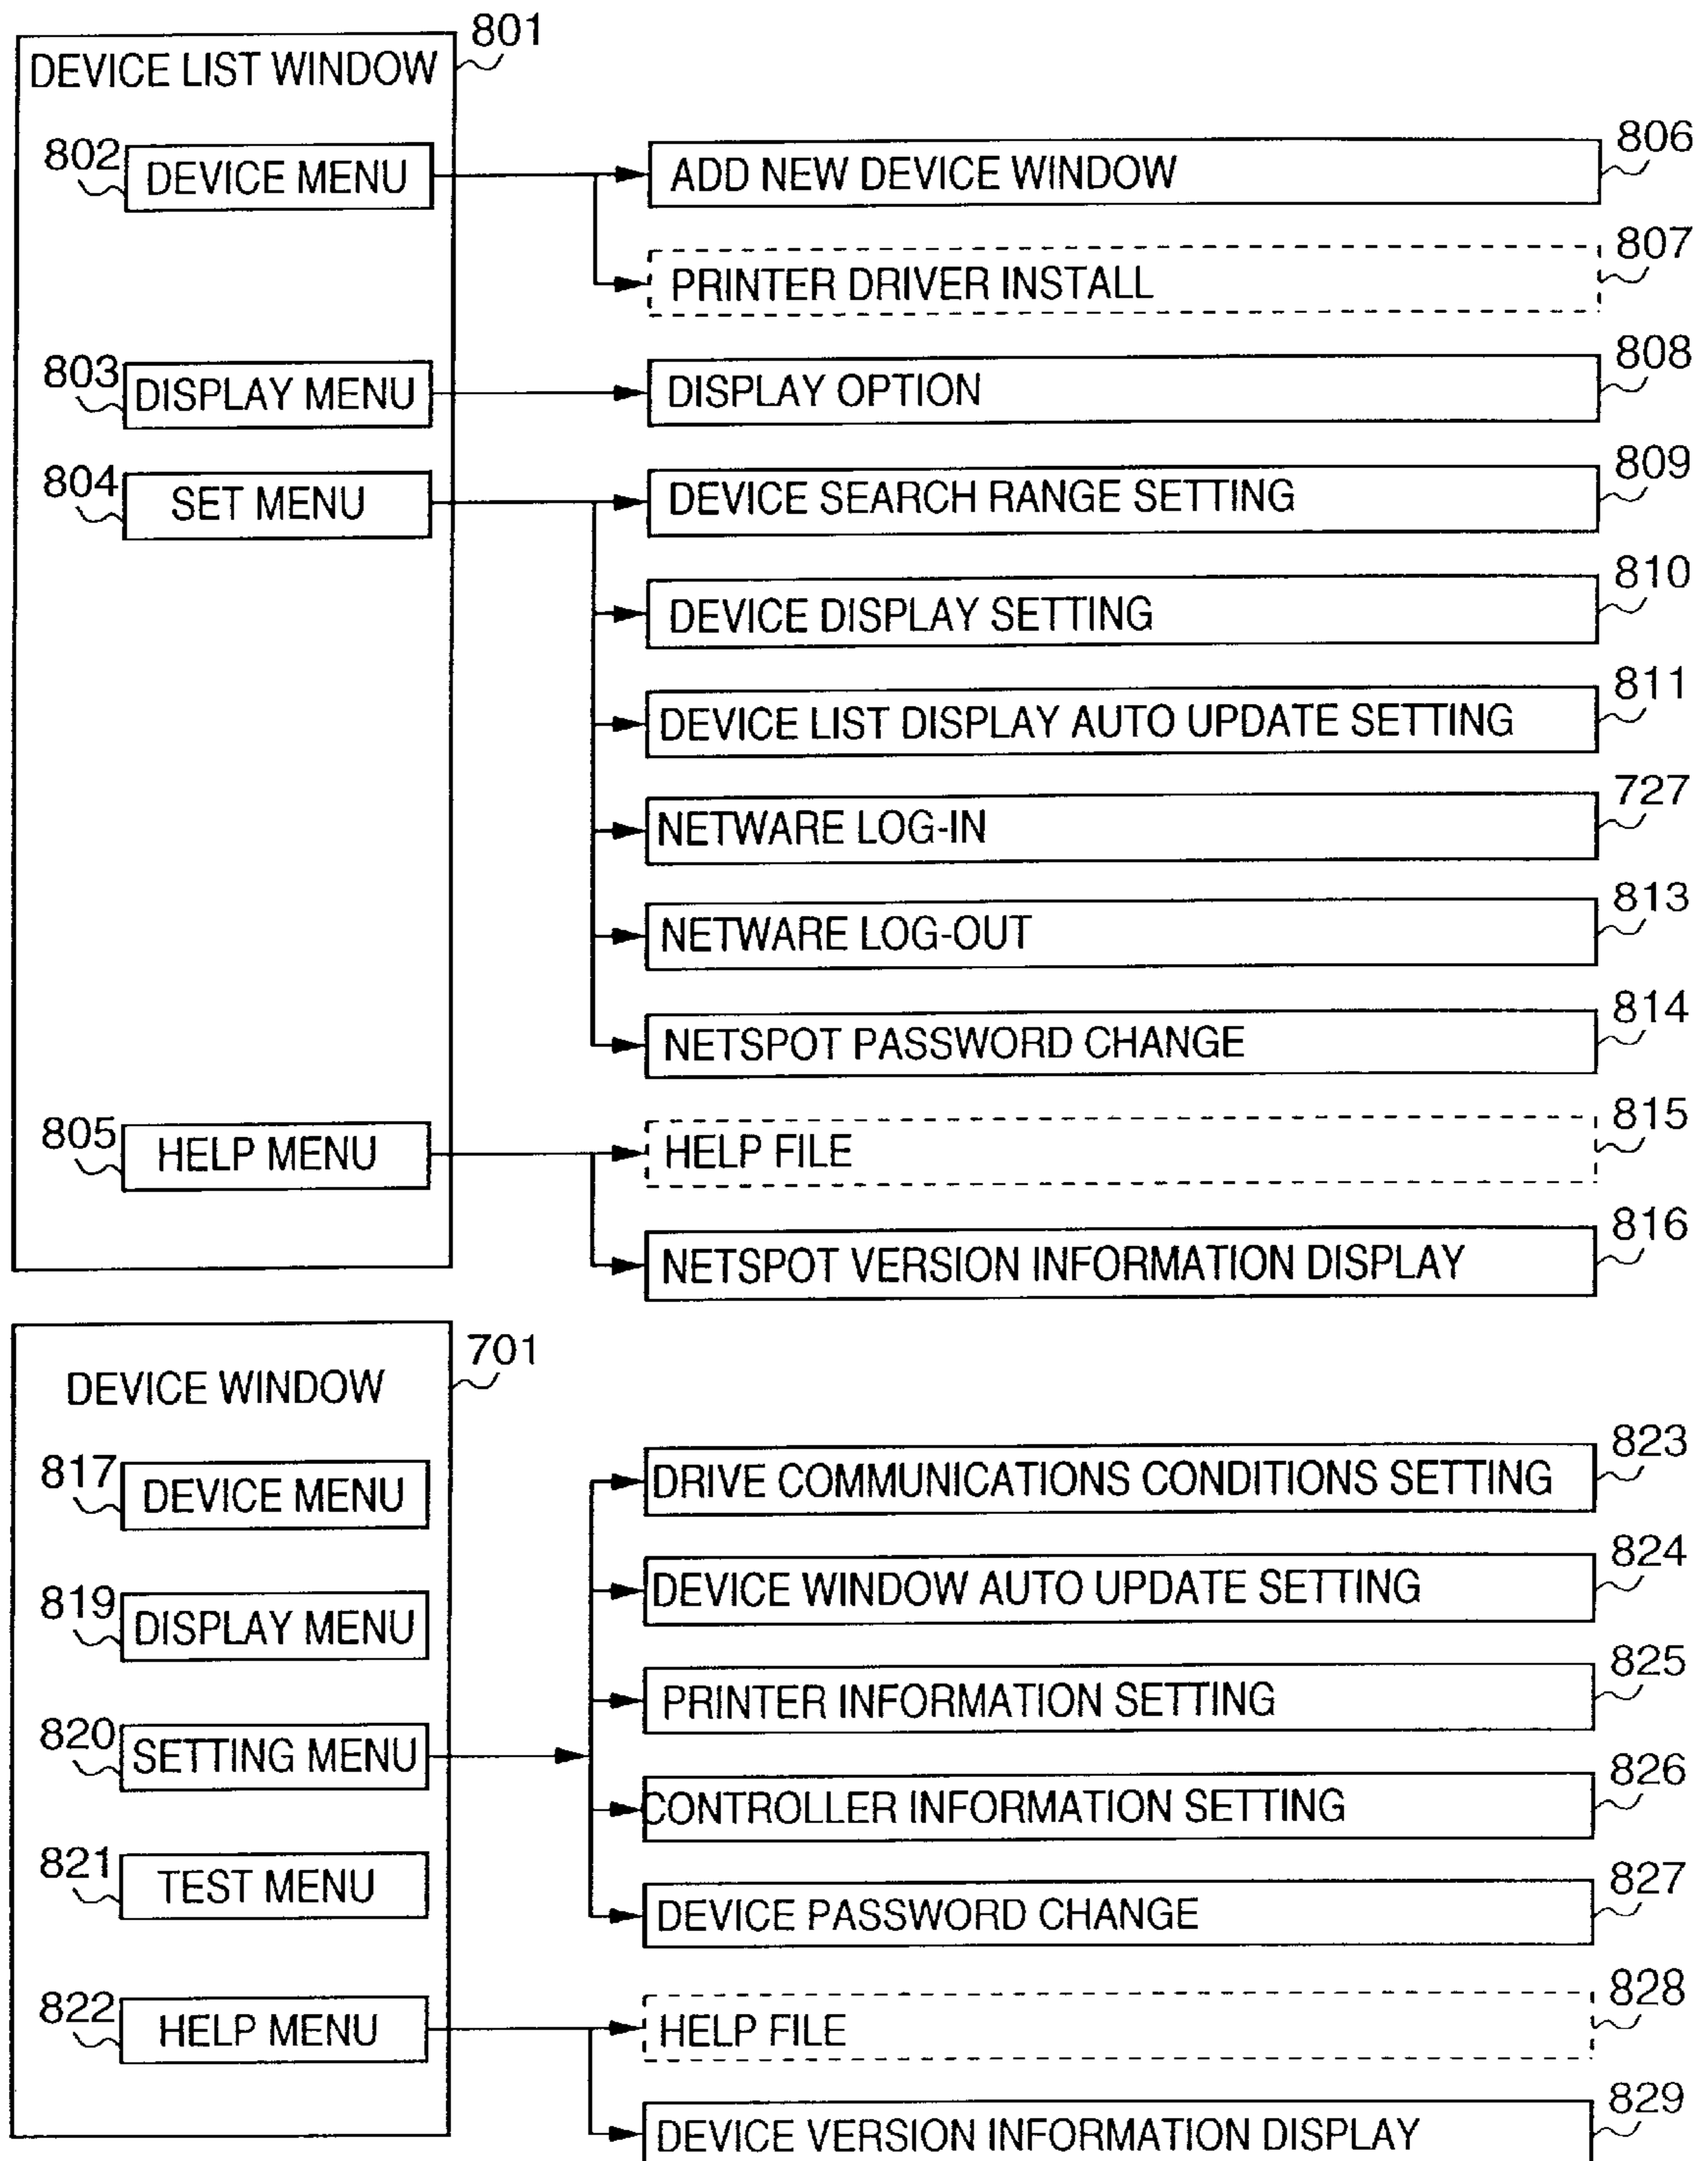 801
DEVICE LIST WINDOW
802
DEVICE MENU
ADD NEW DEVICE WINDOW
806
PRINTER DRIVER INSTALL
807
803
DISPLAY MENU
DISPLAY OPTION
808
804
SET MENU
DEVICE SEARCH RANGE SETTING
809
DEVICE DISPLAY SETTING
810
DEVICE LIST DISPLAY AUTO UPDATE SETTING
811
NETWARE LOG-IN
727
NETWARE LOG-OUT
813
NETSPOT PASSWORD CHANGE
814
805
HELP MENU
HELP FILE
815
NETSPOT VERSION INFORMATION DISPLAY
816
701
DEVICE WINDOW
817
DEVICE MENU
819
DISPLAY MENU
820
SETTING MENU
821
TEST MENU
822
HELP MENU
DRIVE COMMUNICATIONS CONDITIONS SETTING
823
DEVICE WINDOW AUTO UPDATE SETTING
824
PRINTER INFORMATION SETTING
825
CONTROLLER INFORMATION SETTING
826
DEVICE PASSWORD CHANGE
827
HELP FILE
828
DEVICE VERSION INFORMATION DISPLAY
829